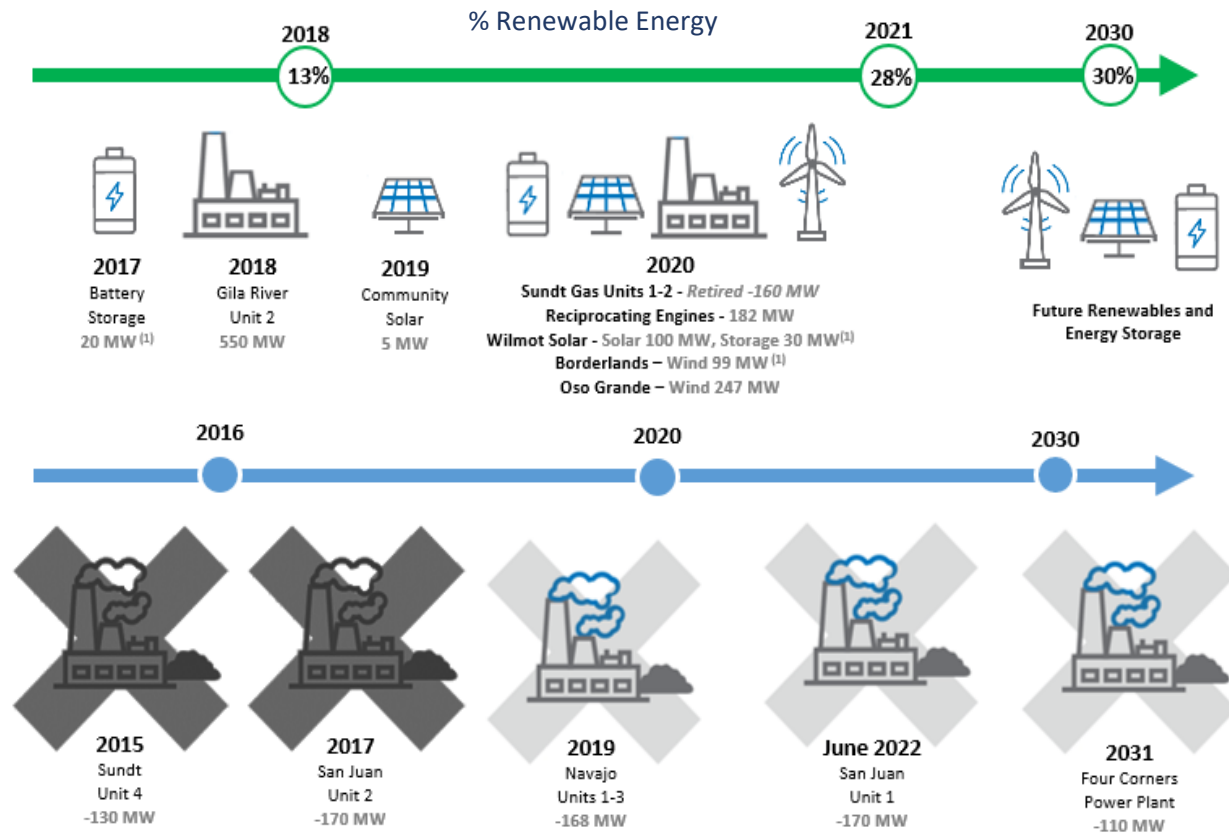 % Renewable Energy
2018
2021
2030
13%
28%
30%
2017
Battery
Storage
20 MW (1)
2018
Gila River
Unit 2
550 MW
2019
Community
Solar
5 MW
2020
Sundt Gas Units 1-2 - Retired -160 MW
Reciprocating Engines - 182 MW
Wilmot Solar - Solar 100 MW, Storage 30 MW(1)
Borderlands – Wind 99 MW (1)
Oso Grande – Wind 247 MW
Future Renewables and
Energy Storage
2016
2020
2030
2015
Sundt
Unit 4
-130 MW
2017
San Juan
Unit 2
-170 MW
2019
Navajo
Units 1-3
-168 MW
June 2022
San Juan
Unit 1
-170 MW
2031
Four Corners
Power Plant
-110 MW